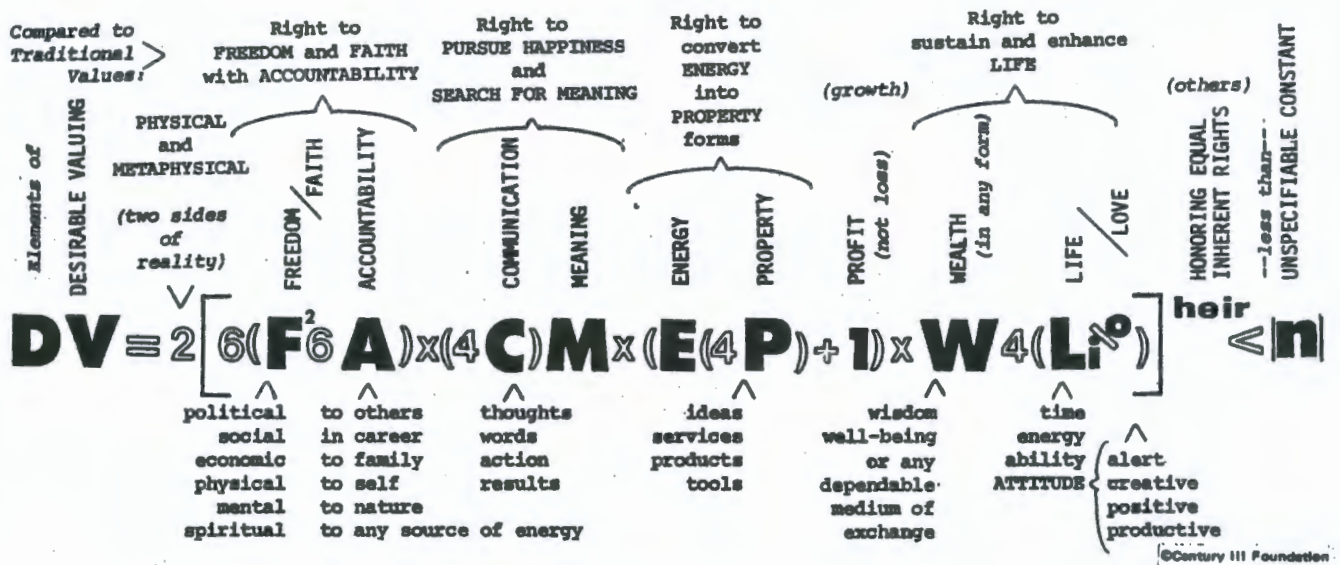 Compared to
Traditional
Values:
Right to
FREEDOM and FAITH
with ACCOUNTABILITY
Right to
PURSUE HAPPINESS
and
SEARCH FOR MEANING
Right to
convert
ENERGY
into
PROPERTY
forms
Right to
sustain and enhance
LIFE
Elements of
DESIRABLE VALUING
PHYSICAL
and
METAPHYSICAL
(two sides
of
reality)
FREEDOM/FAITH
ACCOUNTABILITY
COMMUNICATION
MEANING
ENERGY
PROPERTY
(growth)
PROFIT
(not loss)
WEALTH
(in any form)
LIFE/LOVE
(others)
HONORING EQUAL
INHERENT RIGHTS
--less than---
UNSPECIFIABLE CONSTANT
DV=2[6(F²6A)x(4C)Mx(E(4P)+1)xW4(Li%)]heir<|n|
political
social
economic
physical
mental
spiritual
to others
in career
to family
to self
to nature
to any source of energy
thoughts
words
action
results
ideas
services
products
tools
wisdom
well-being
or any
dependable
medium of
exchange
time
energy
ability
ATTITUDE
alert
creative
positive
productive
©Century III Foundation